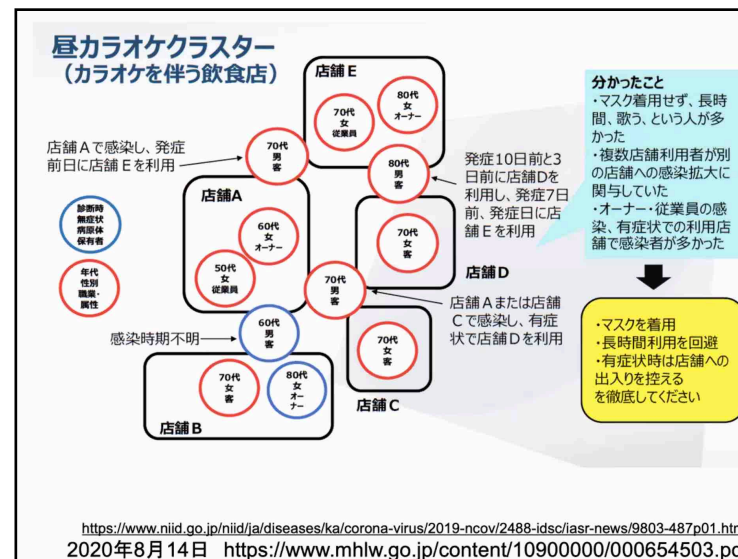 昼カラオケクラスター
（カラオケを伴う飲食店）
店舗E
70代
女
従業員
80代
女
オーナー
店舗Aで感染し、発症
前日に店舗Eを利用
70代
男
客
80代
男
客
発症10日前と3
日前に店舗Dを
利用し、発症7日
前、発症日に店
舗Eを利用
診断時
無症状
病原体
保有者
年代
性別
職業・
属性
店舗A
60代
女
オーナー
50代
女
従業員
70代
女
客
店舗D
70代
男
客
店舗Aまたは店舗
Cで感染し、有症
状で店舗Dを利用
感染時期不明
60代
男
客
70代
女
客
80代
女
オー
ナー
店舗B
70代
女
客
店舗C
分かったこと
・マスク着用せず、長時
間、歌う、という人が多
かった
・複数店舗利用者が別
の店舗への感染拡大に
関与していた
・オーナー・従業員の感
染、有症状での利用店
舗で感染者が多かった
・マスクを着用
・長時間利用を回避
・有症状時は店舗への
出入りを控える
を徹底してください
https://www.niid.go.jp/niid/ja/diseases/ka/corona-virus/2019-ncov/2488-idsc/iasr-news/9803-487p01.htm
2020年8月14日 https://www.mhlw.go.jp/content/10900000/000654503.pd